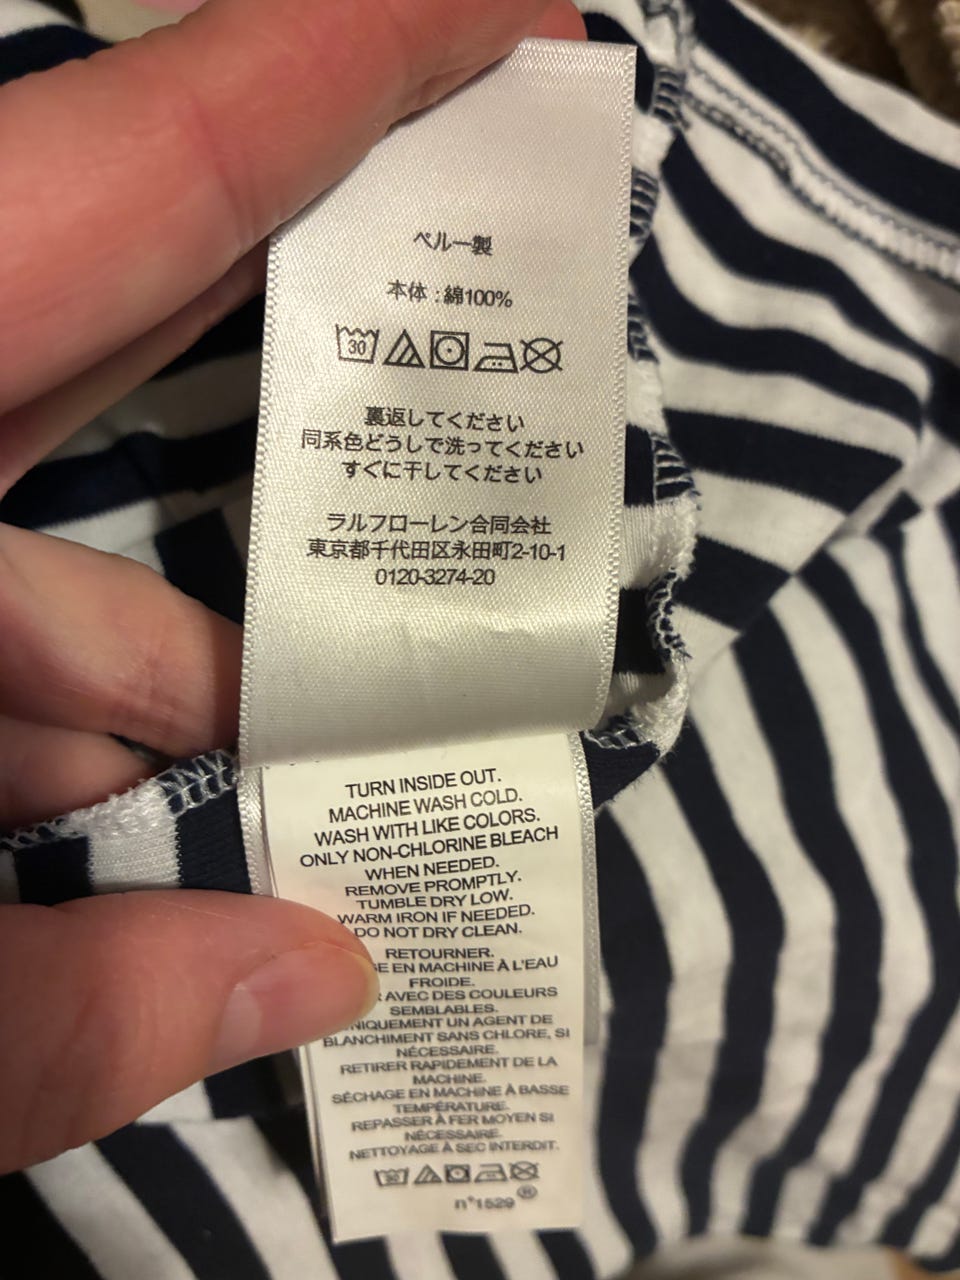 ペルー製
本体 : 綿100%
30
裏返してください
同系色どうしで洗ってください
すぐに干してください
ラルフローレン合同会社
東京都千代田区永田町2-10-1
0120-3274-20
TURN INSIDE OUT.
MACHINE WASH COLD.
WASH WITH LIKE COLORS.
ONLY NON-CHLORINE BLEACH
WHEN NEEDED.
REMOVE PROMPTLY.
TUMBLE DRY LOW.
WARM IRON IF NEEDED.
DO NOT DRY CLEAN.
RETOURNER.
EN MACHINE À L'EAU
FROIDE.
AVEC DES COULEURS
SEMBLABLES.
UN AGENT DE
BLANCHIMENT SANS CHLORE, SI
NÉCESSAIRE.
RETIRER RAPIDEMENT DE LA
MACHINE.
SÉCHAGE EN MACHINE À BASSE
TEMPÉRATURE.
REPASSER À FER MOYEN SI
NÉCESSAIRE.
NETTOYAGE À SEC INTERDIT.
30
n°1529 ®